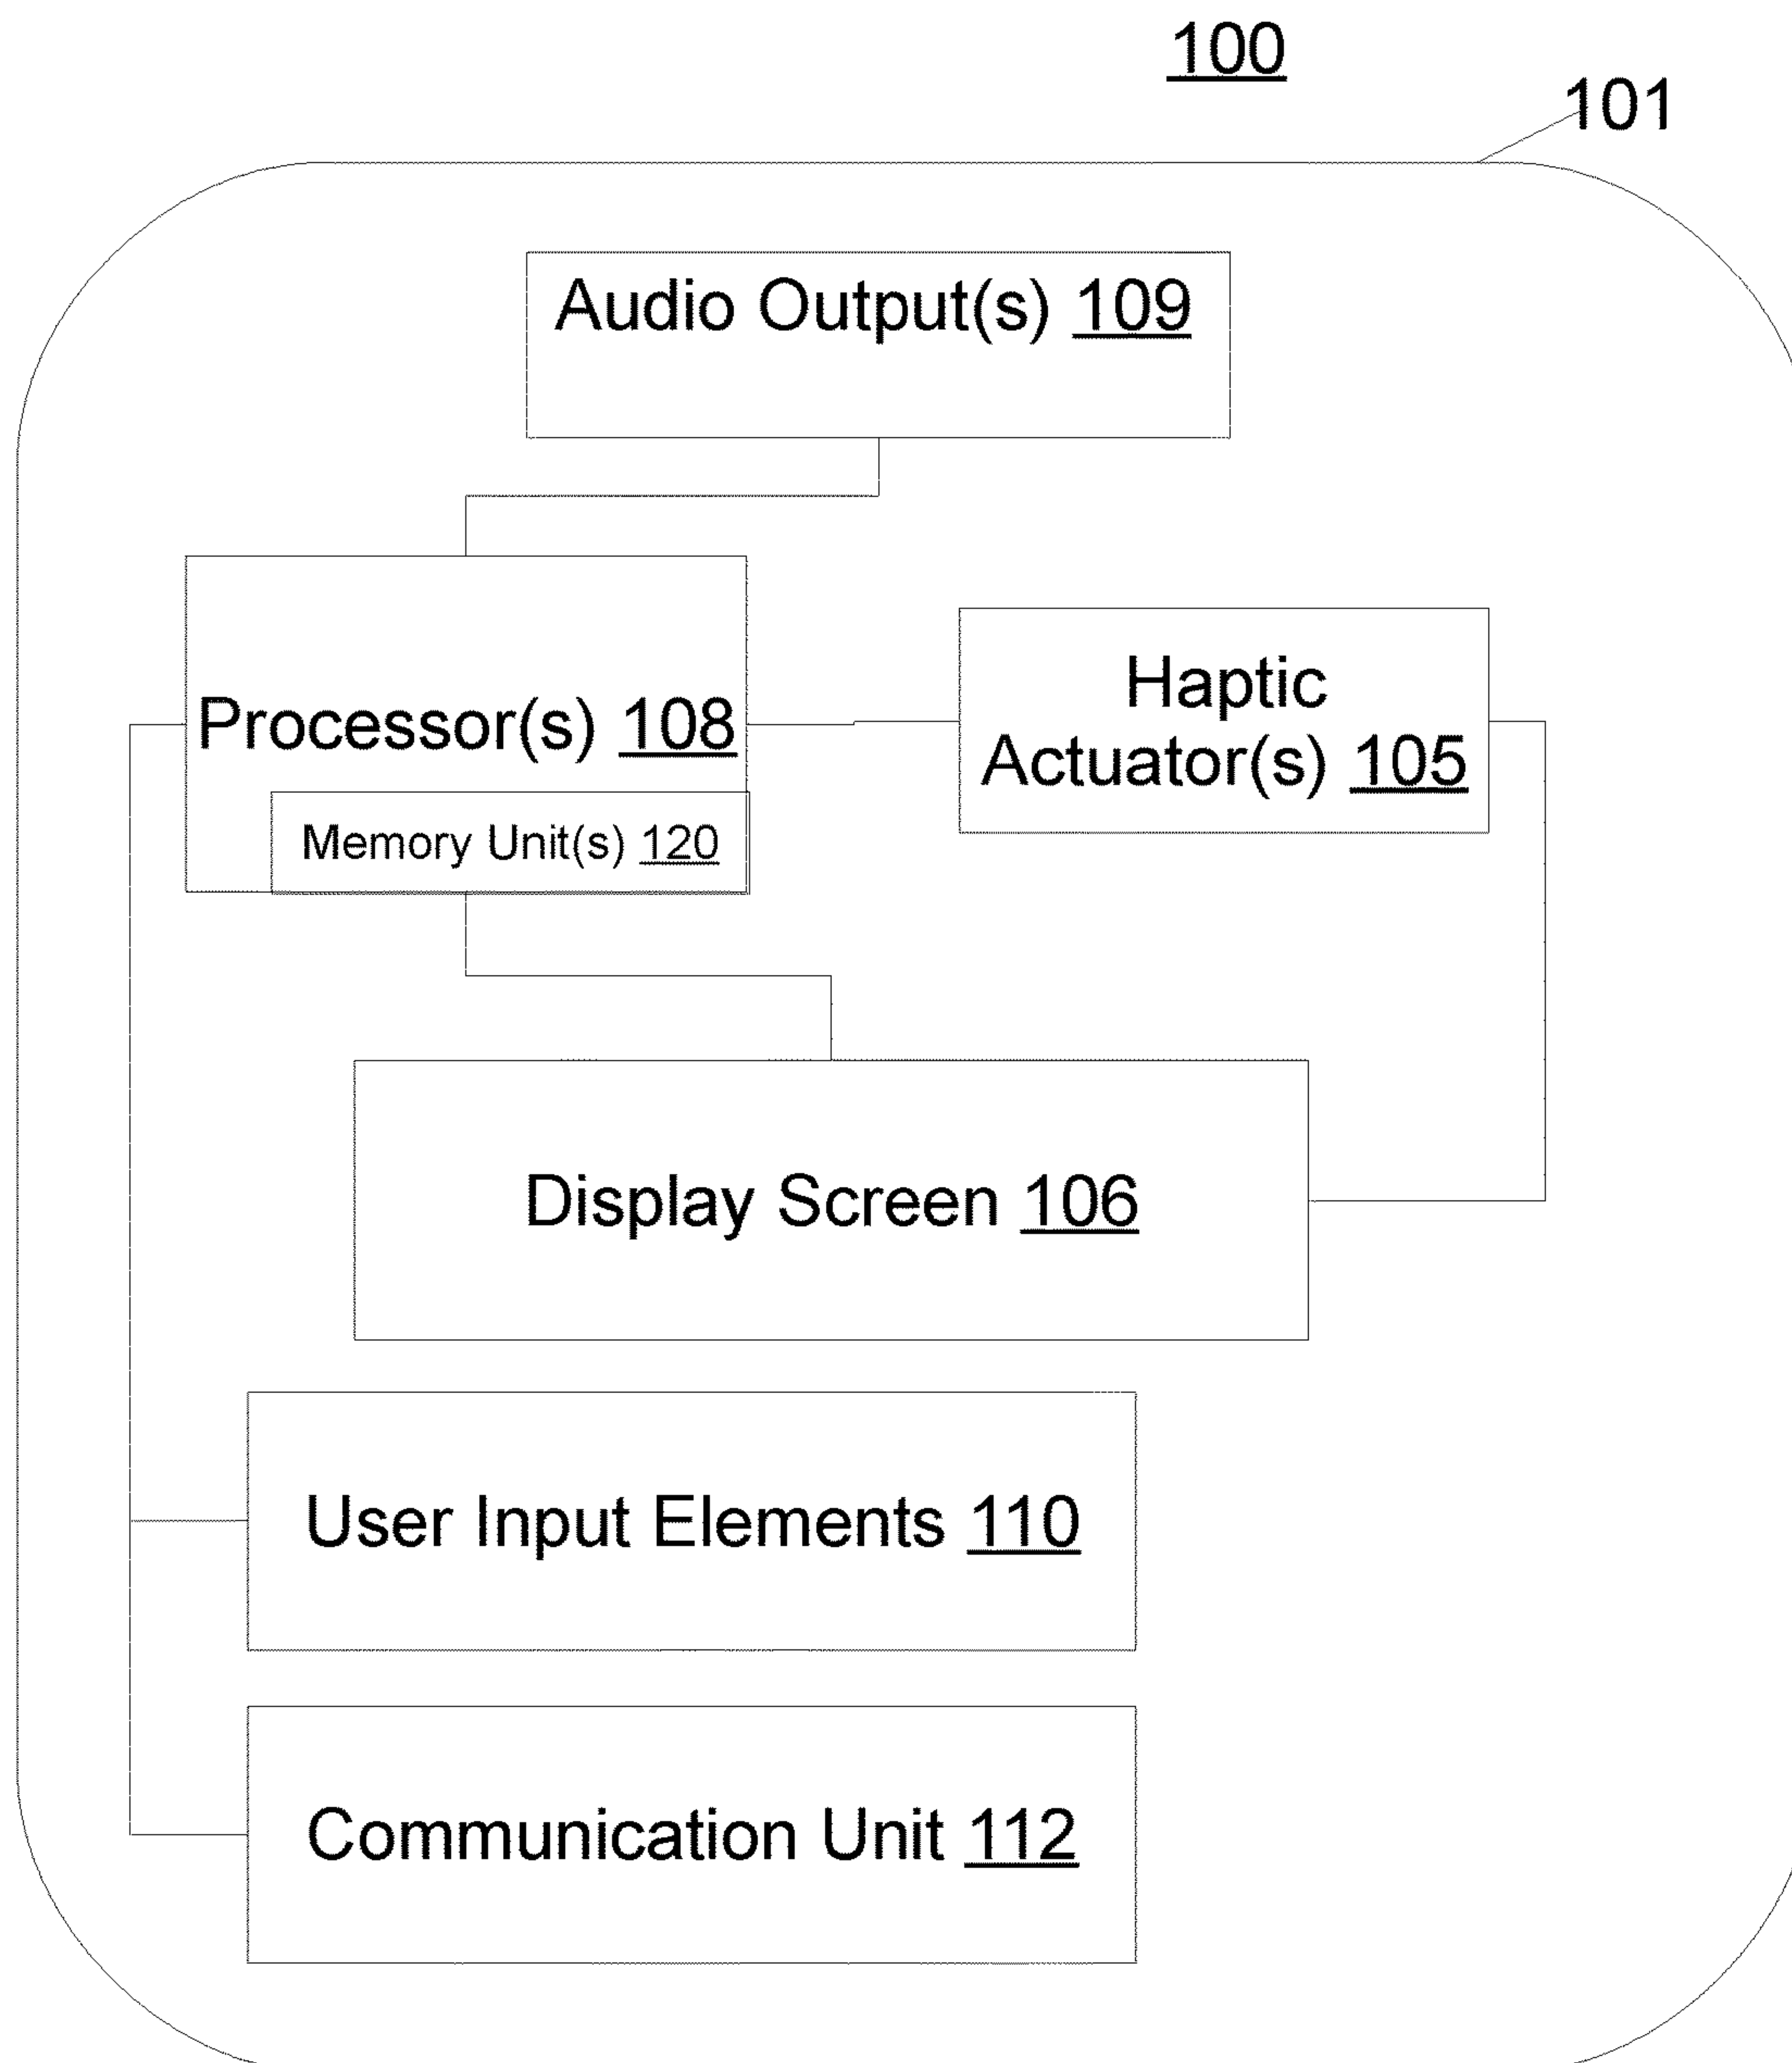 100
101
Audio Output(s) 109
Processor(s) 108
Haptic
Actuator(s) 105
Memory Unit(s) 120
Display Screen 106
User Input Elements 110
Communication Unit 112